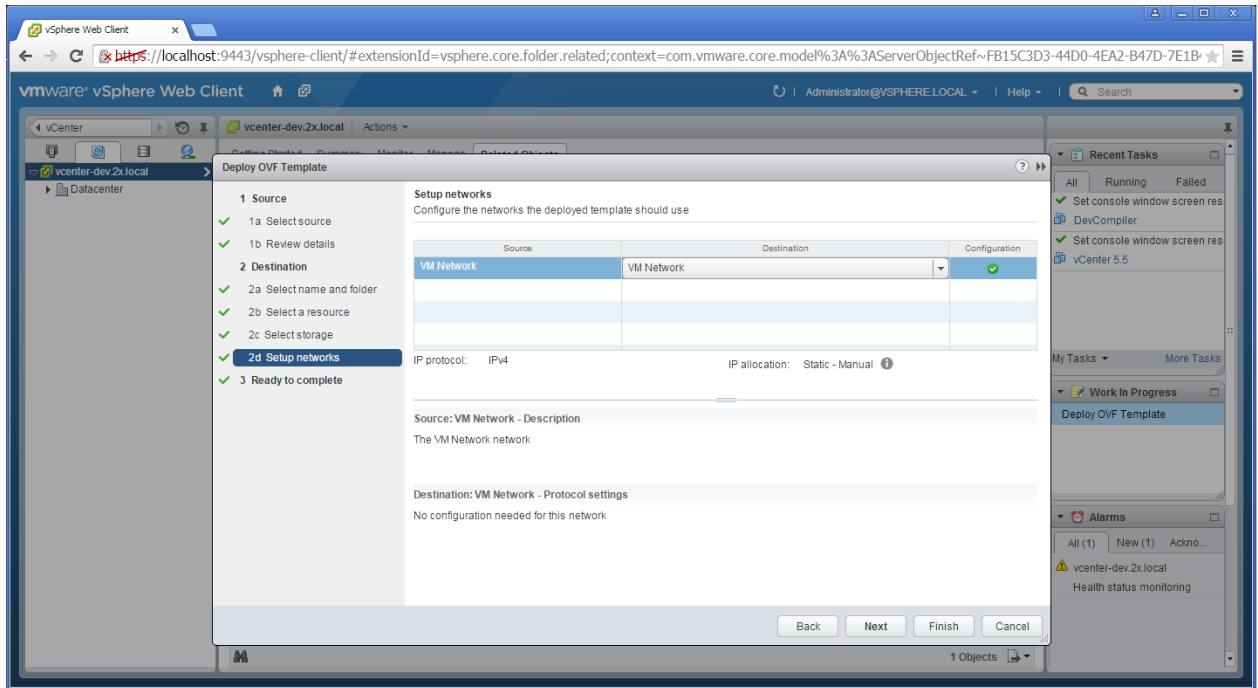 vSphere Web Client
https://localhost:9443/vsphere-client/#extensionId=vsphere.core.folder.related;context=com.vmware.core.model%3A%3AServerObjectRef~FB15C3D3-44D0-4EA2-B47D-7E1B
vmware® vSphere Web Client
Administrator@VSPHERE.LOCAL
Help
Search
vCenter
vcenter-dev.2x.local
Actions
Getting Started Summary Monitor Manage Related Objects
vcenter-dev.2x.local
Datacenter
Deploy OVF Template
1 Source
1a Select source
1b Review details
2 Destination
2a Select name and folder
2b Select a resource
2c Select storage
2d Setup networks
3 Ready to complete
Setup networks
Configure the networks the deployed template should use
Source Destination Configuration
VM Network VM Network
IP protocol: IPv4 IP allocation: Static - Manual
Source: VM Network - Description
The VM Network network
Destination: VM Network - Protocol settings
No configuration needed for this network
Back Next Finish Cancel
1 Objects
Recent Tasks
All Running Failed
Set console window screen res
DevCompiler
Set console window screen res
vCenter 5.5
My Tasks More Tasks
Work In Progress
Deploy OVF Template
Alarms
All (1) New (1) Ackno...
vcenter-dev.2x.local
Health status monitoring